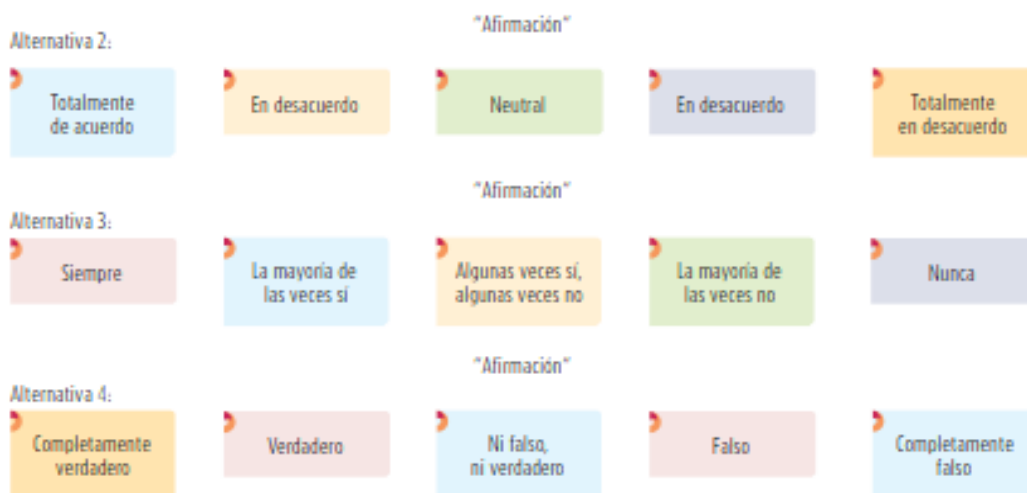 "Afirmación"
Alternativa 2:
Totalmente
de acuerdo
En desacuerdo
Neutral
En desacuerdo
Totalmente
en desacuerdo
"Afirmación"
Alternativa 3:
Siempre
La mayoría de
las veces sí
Algunas veces sí,
algunas veces no
La mayoría de
las veces no
Nunca
"Afirmación"
Alternativa 4:
Completamente
verdadero
Verdadero
Ni falso,
ni verdadero
Falso
Completamente
falso